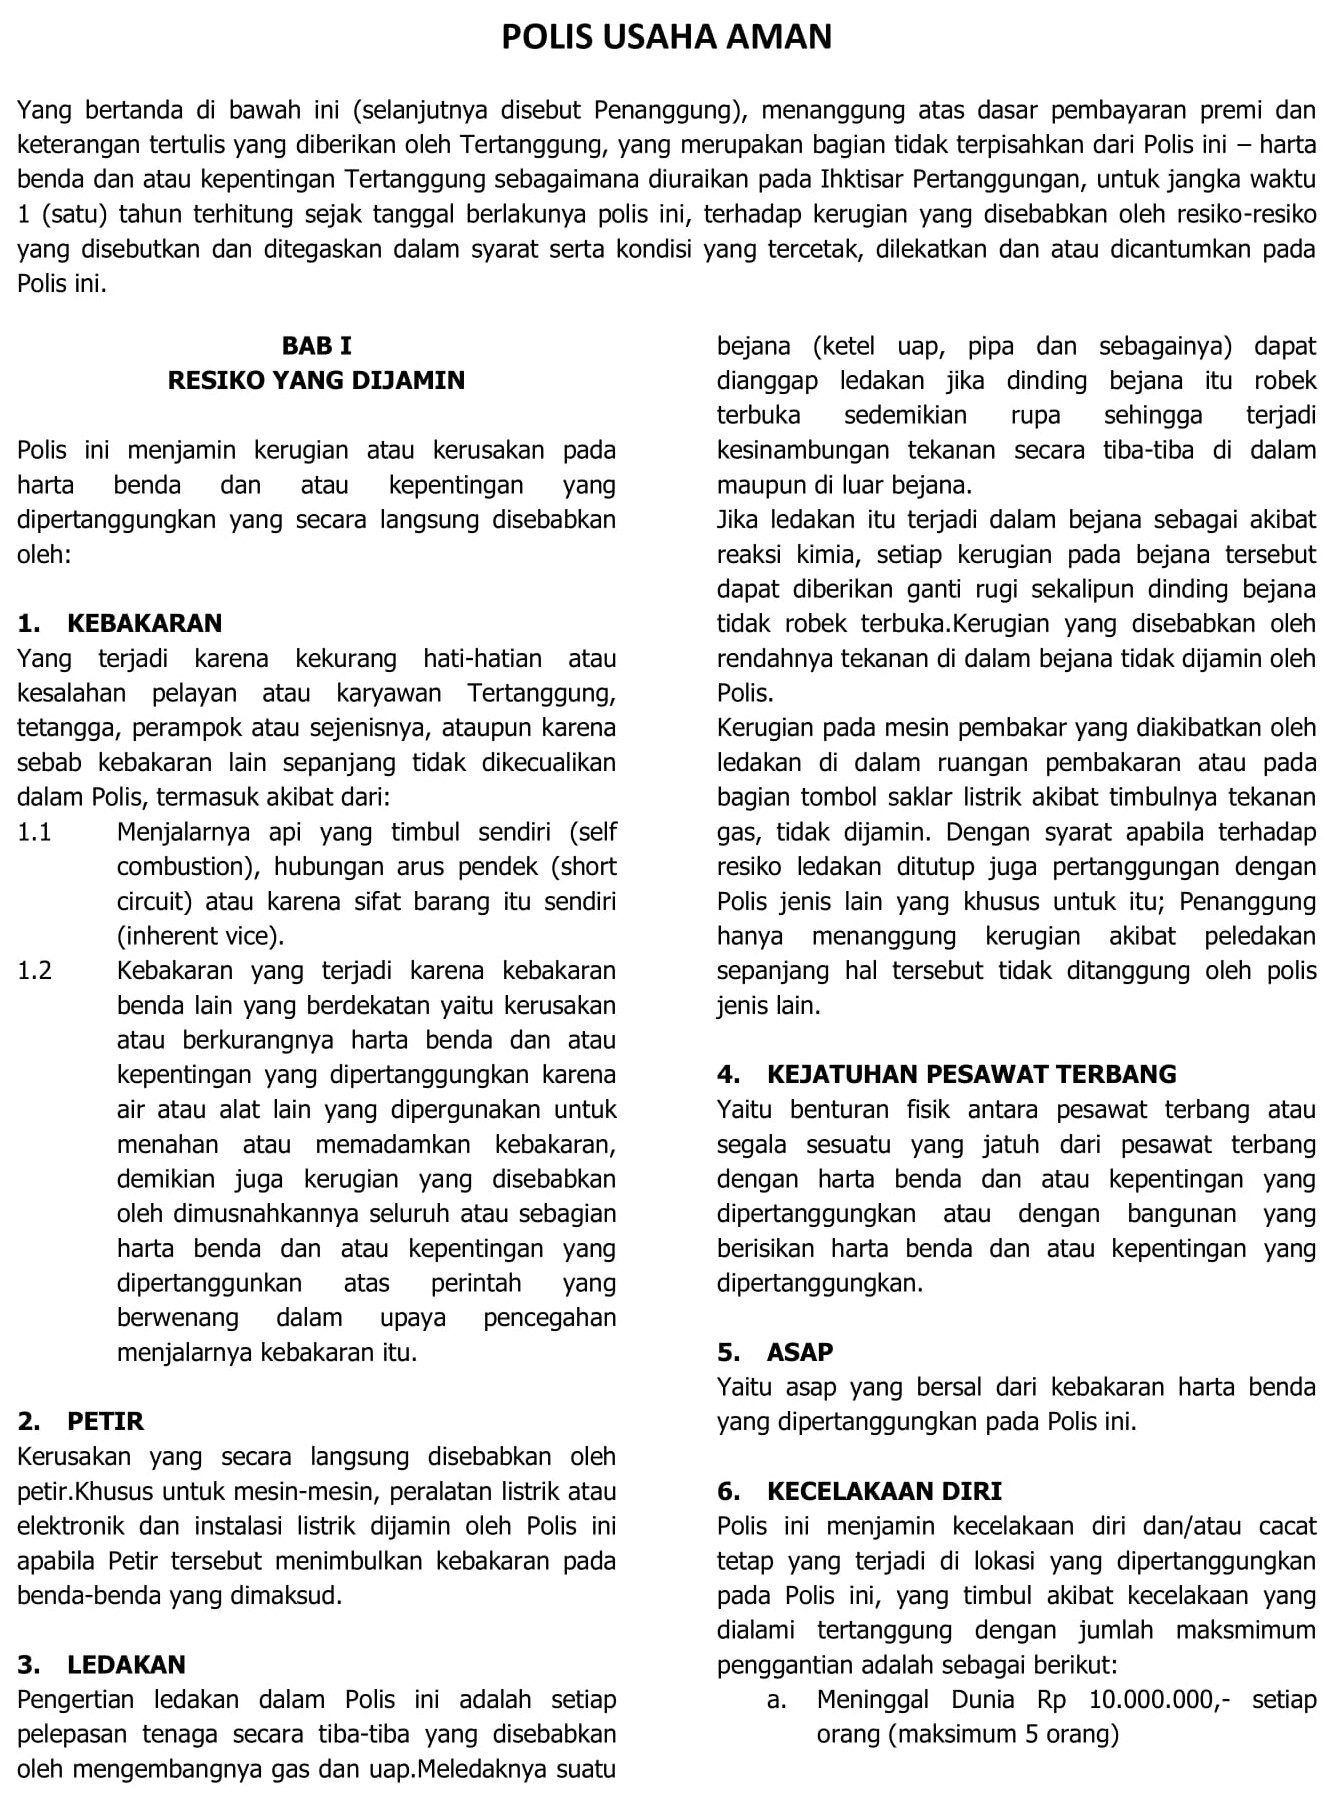 POLIS USAHA AMAN
Yang bertanda di bawah ini (selanjutnya disebut Penanggung), menanggung atas dasar pembayaran premi dan
keterangan tertulis yang diberikan oleh Tertanggung, yang merupakan bagian tidak terpisahkan dari Polis ini – harta
benda dan atau kepentingan Tertanggung sebagaimana diuraikan pada Ihktisar Pertanggungan, untuk jangka waktu
1 (satu) tahun terhitung sejak tanggal berlakunya polis ini, terhadap kerugian yang disebabkan oleh resiko-resiko
yang disebutkan dan ditegaskan dalam syarat serta kondisi yang tercetak, dilekatkan dan atau dicantumkan pada
Polis ini.
BAB I
RESIKO YANG DIJAMIN
Polis ini menjamin kerugian atau kerusakan pada
harta benda dan atau kepentingan yang
dipertanggungkan yang secara langsung disebabkan
oleh:
1. KEBAKARAN
Yang terjadi karena kekurang hati-hatian atau
kesalahan pelayan atau karyawan Tertanggung,
tetangga, perampok atau sejenisnya, ataupun karena
sebab kebakaran lain sepanjang tidak dikecualikan
dalam Polis, termasuk akibat dari:
1.1 Menjalarnya api yang timbul sendiri (self
combustion), hubungan arus pendek (short
circuit) atau karena sifat barang itu sendiri
(inherent vice).
1.2 Kebakaran yang terjadi karena kebakaran
benda lain yang berdekatan yaitu kerusakan
atau berkurangnya harta benda dan atau
kepentingan yang dipertanggungkan karena
air atau alat lain yang dipergunakan untuk
menahan atau memadamkan kebakaran,
demikian juga kerugian yang disebabkan
oleh dimusnahkannya seluruh atau sebagian
harta benda dan atau kepentingan yang
dipertanggunkan atas perintah yang
berwenang dalam upaya pencegahan
menjalarnya kebakaran itu.
2. PETIR
Kerusakan yang secara langsung disebabkan oleh
petir.Khusus untuk mesin-mesin, peralatan listrik atau
elektronik dan instalasi listrik dijamin oleh Polis ini
apabila Petir tersebut menimbulkan kebakaran pada
benda-benda yang dimaksud.
3. LEDAKAN
Pengertian ledakan dalam Polis ini adalah setiap
pelepasan tenaga secara tiba-tiba yang disebabkan
oleh mengembangnya gas dan uap.Meledaknya suatu
bejana (ketel uap, pipa dan sebagainya) dapat
dianggap ledakan jika dinding bejana itu robek
terbuka sedemikian rupa sehingga terjadi
kesinambungan tekanan secara tiba-tiba di dalam
maupun di luar bejana.
Jika ledakan itu terjadi dalam bejana sebagai akibat
reaksi kimia, setiap kerugian pada bejana tersebut
dapat diberikan ganti rugi sekalipun dinding bejana
tidak robek terbuka.Kerugian yang disebabkan oleh
rendahnya tekanan di dalam bejana tidak dijamin oleh
Polis.
Kerugian pada mesin pembakar yang diakibatkan oleh
ledakan di dalam ruangan pembakaran atau pada
bagian tombol saklar listrik akibat timbulnya tekanan
gas, tidak dijamin. Dengan syarat apabila terhadap
resiko ledakan ditutup juga pertanggungan dengan
Polis jenis lain yang khusus untuk itu; Penanggung
hanya menanggung kerugian akibat peledakan
sepanjang hal tersebut tidak ditanggung oleh polis
jenis lain.
4. KEJATUHAN PESAWAT TERBANG
Yaitu benturan fisik antara pesawat terbang atau
segala sesuatu yang jatuh dari pesawat terbang
dengan harta benda dan atau kepentingan yang
dipertanggungkan atau dengan bangunan yang
berisikan harta benda dan atau kepentingan yang
dipertanggungkan.
5. ASAP
Yaitu asap yang bersal dari kebakaran harta benda
yang dipertanggungkan pada Polis ini.
6. KECELAKAAN DIRI
Polis ini menjamin kecelakaan diri dan/atau cacat
tetap yang terjadi di lokasi yang dipertanggungkan
pada Polis ini, yang timbul akibat kecelakaan yang
dialami tertanggung dengan jumlah maksmimum
penggantian adalah sebagai berikut:
a. Meninggal Dunia Rp 10.000.000,- setiap
orang (maksimum 5 orang)